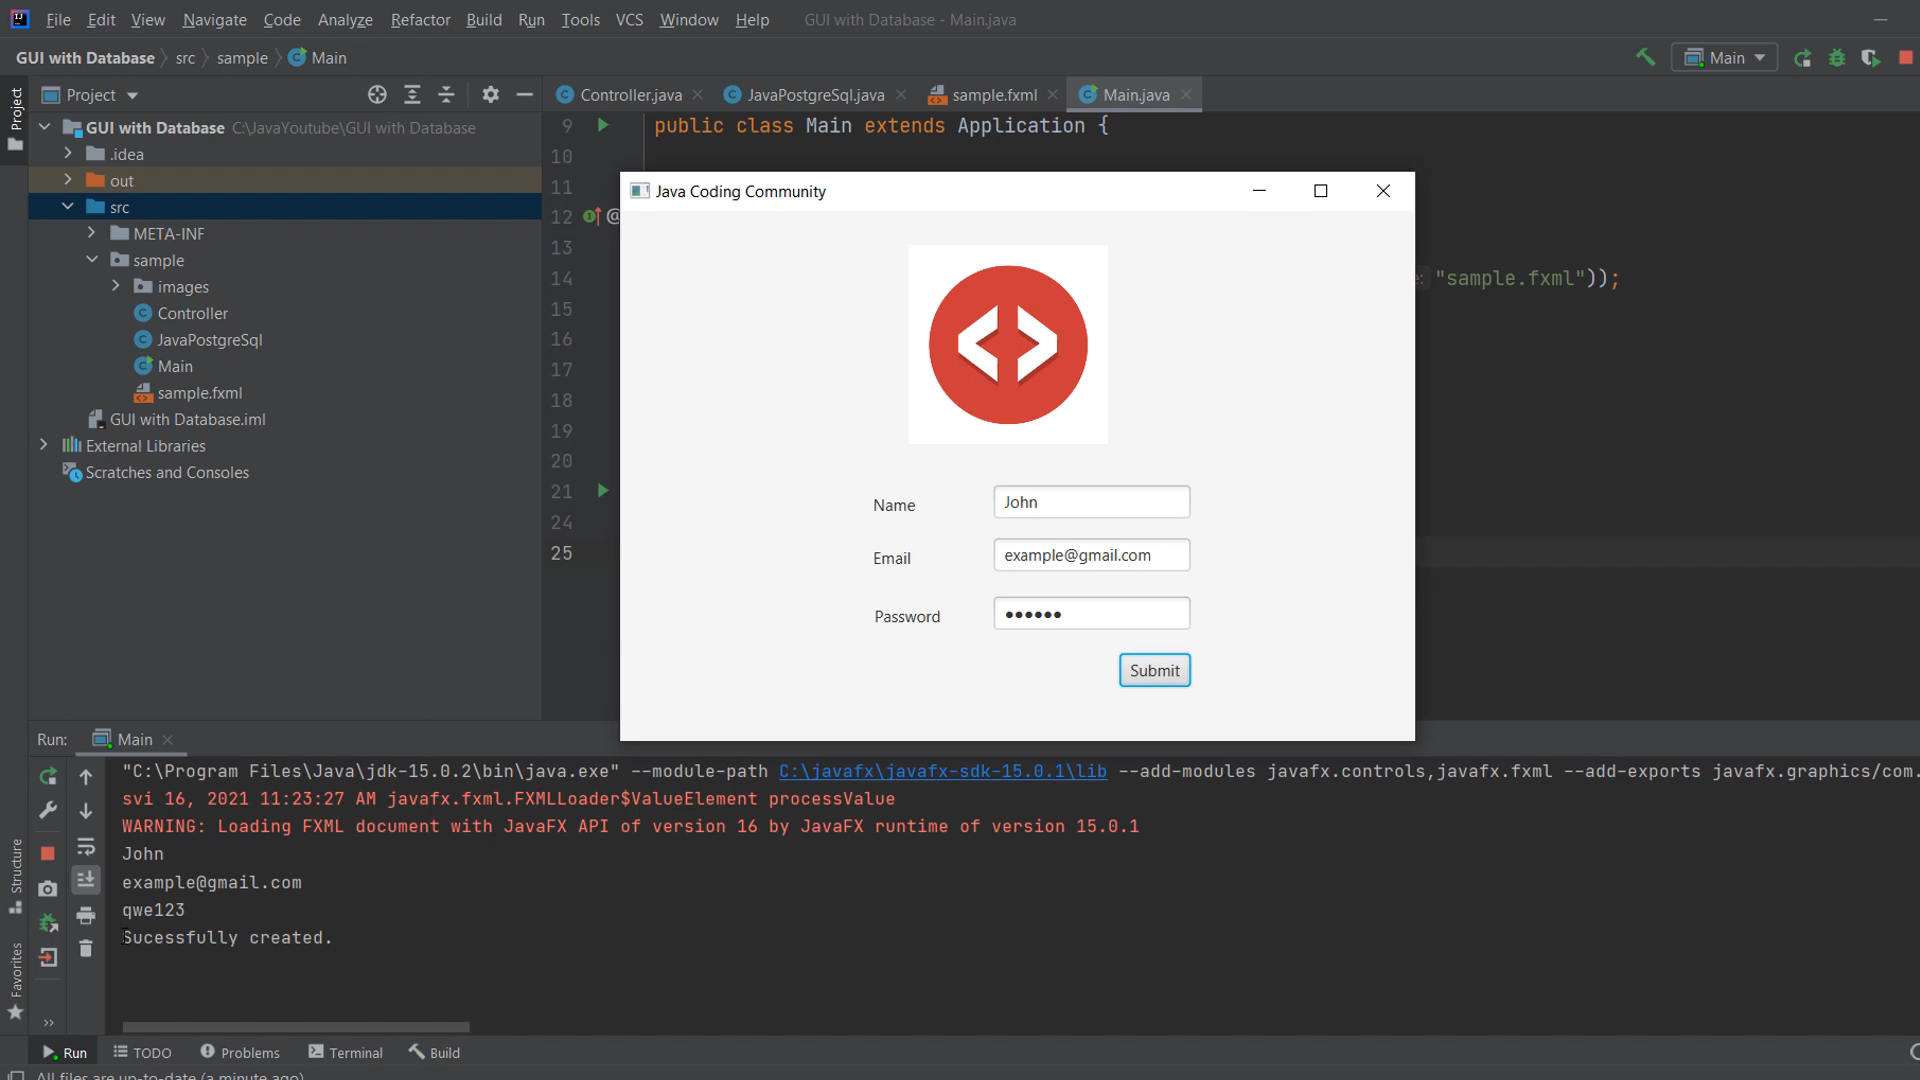 File Edit View Navigate Code Analyze Refactor Build Run Tools VCS Window Help GUI with Database - Main.java
GUI with Database src sample Main
Main
Project
Project
Controller.java JavaPostgreSql.java sample.fxml Main.java
GUI with Database C:\JavaYoutube\GUI with Database
.idea
out
src
META-INF
sample
images
Controller
JavaPostgreSql
Main
sample.fxml
GUI with Database.iml
External Libraries
Scratches and Consoles
9 public class Main extends Application {
10
11
12 @
13
14 "sample.fxml"));
15
16
17
18
19
20
21
24
25
Java Coding Community
Name John
Email example@gmail.com
Password ●●●●●●
Submit
Run: Main
"C:\Program Files\Java\jdk-15.0.2\bin\java.exe" --module-path C:\javafx\javafx-sdk-15.0.1\lib --add-modules javafx.controls,javafx.fxml --add-exports javafx.graphics/com.
svi 16, 2021 11:23:27 AM javafx.fxml.FXMLLoader$ValueElement processValue
WARNING: Loading FXML document with JavaFX API of version 16 by JavaFX runtime of version 15.0.1
John
example@gmail.com
qwe123
Sucessfully created.
Structure
Favorites
Run TODO Problems Terminal Build
All files are up-to-date (a minute ago)